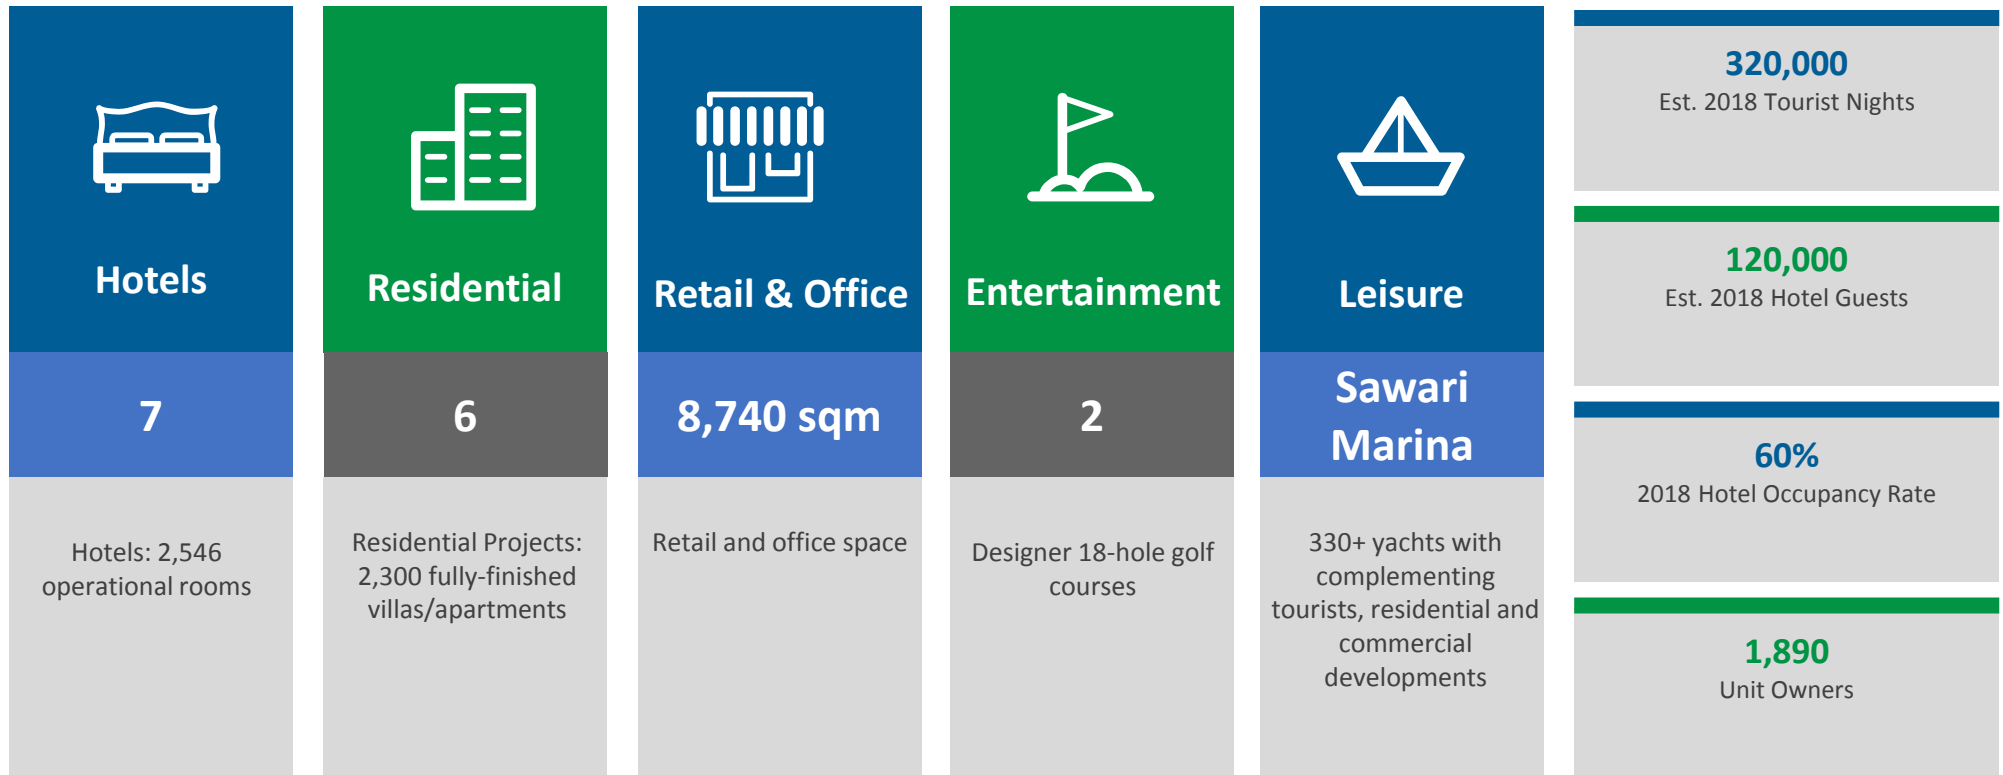 Hotels
7
Hotels: 2,546
operational rooms
Residential
6
Residential Projects:
2,300 fully-finished
villas/apartments
Retail & Office
8,740 sqm
Retail and office space
Entertainment
2
Designer 18-hole golf
courses
Leisure
Sawari
Marina
330+ yachts with
complementing
tourists, residential and
commercial
developments
320,000
Est. 2018 Tourist Nights
120,000
Est. 2018 Hotel Guests
60%
2018 Hotel Occupancy Rate
1,890
Unit Owners